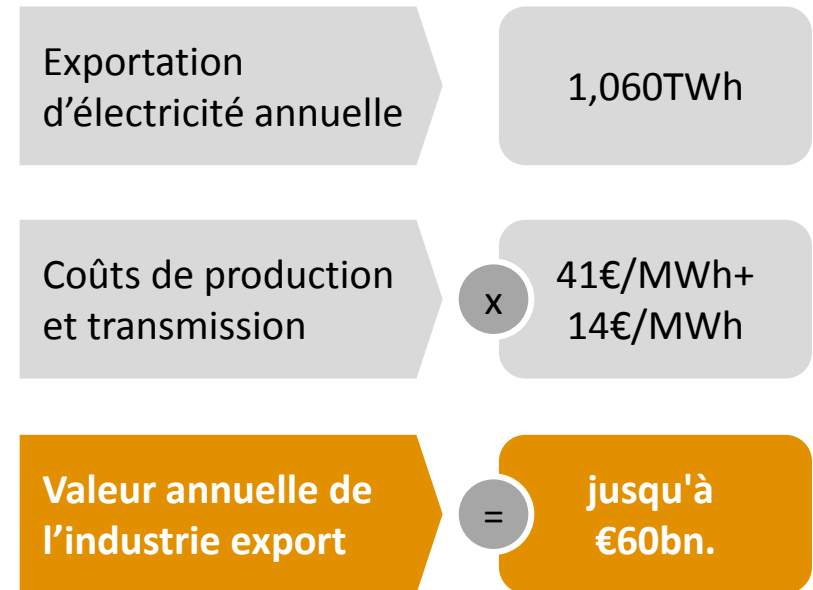 Exportation
d’électricité annuelle
1,060TWh
Coûts de production
et transmission
x
41€/MWh+
14€/MWh
Valeur annuelle de
l’industrie export
=
jusqu'à
€60bn.